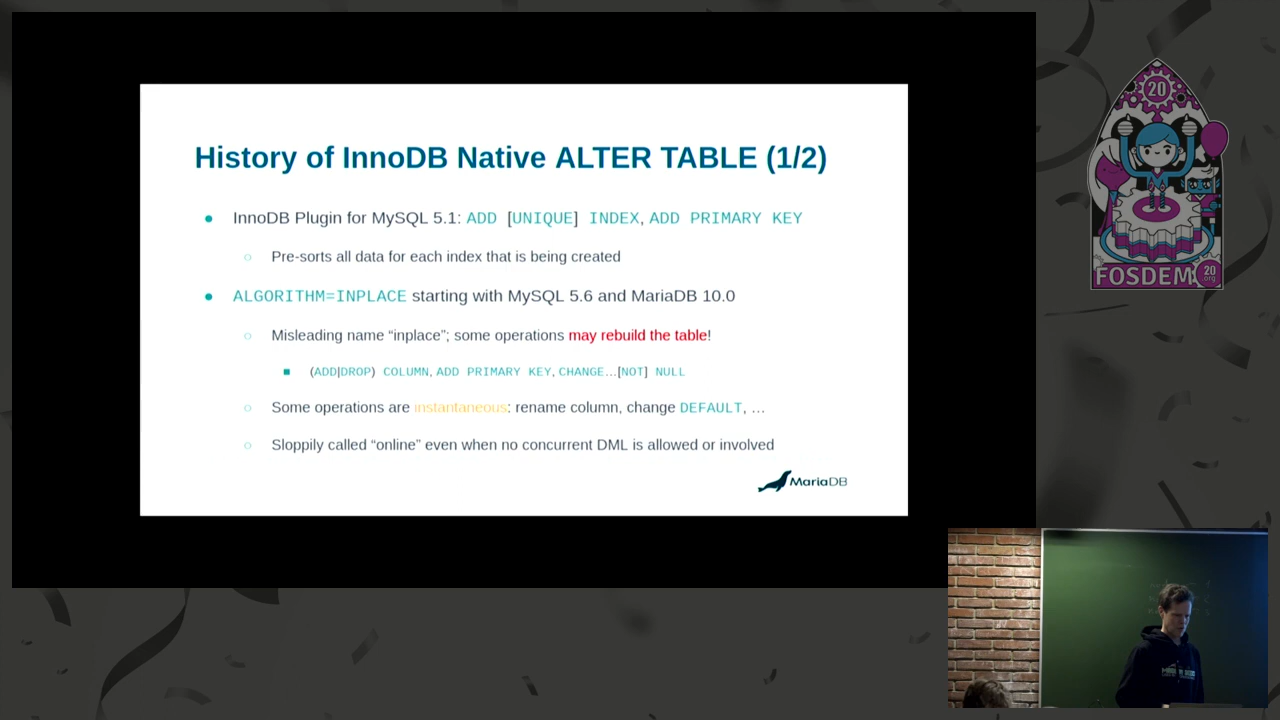 History of InnoDB Native ALTER TABLE (1/2)
InnoDB Plugin for MySQL 5.1: ADD [UNIQUE] INDEX, ADD PRIMARY KEY
Pre-sorts all data for each index that is being created
ALGORITHM=INPLACE starting with MySQL 5.6 and MariaDB 10.0
Misleading name “inplace”; some operations may rebuild the table!
(ADD|DROP) COLUMN, ADD PRIMARY KEY, CHANGE…[NOT] NULL
Some operations are instantaneous: rename column, change DEFAULT, …
Sloppily called “online” even when no concurrent DML is allowed or involved
MariaDB
20
FOSDEM
20
org